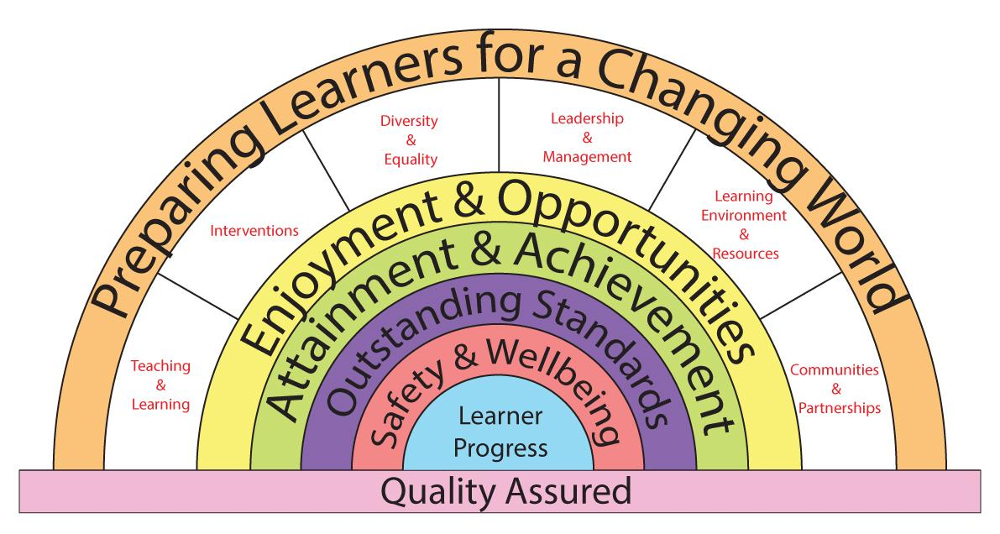 Preparing Learners for a Changing World
Diversity
&
Equality
Leadership
&
Management
Interventions
Learning
Environment
&
Resources
Teaching
&
Learning
Communities
&
Partnerships
Enjoyment & Opportunities
Attainment & Achievement
Outstanding Standards
Safety & Wellbeing
Learner
Progress
Quality Assured